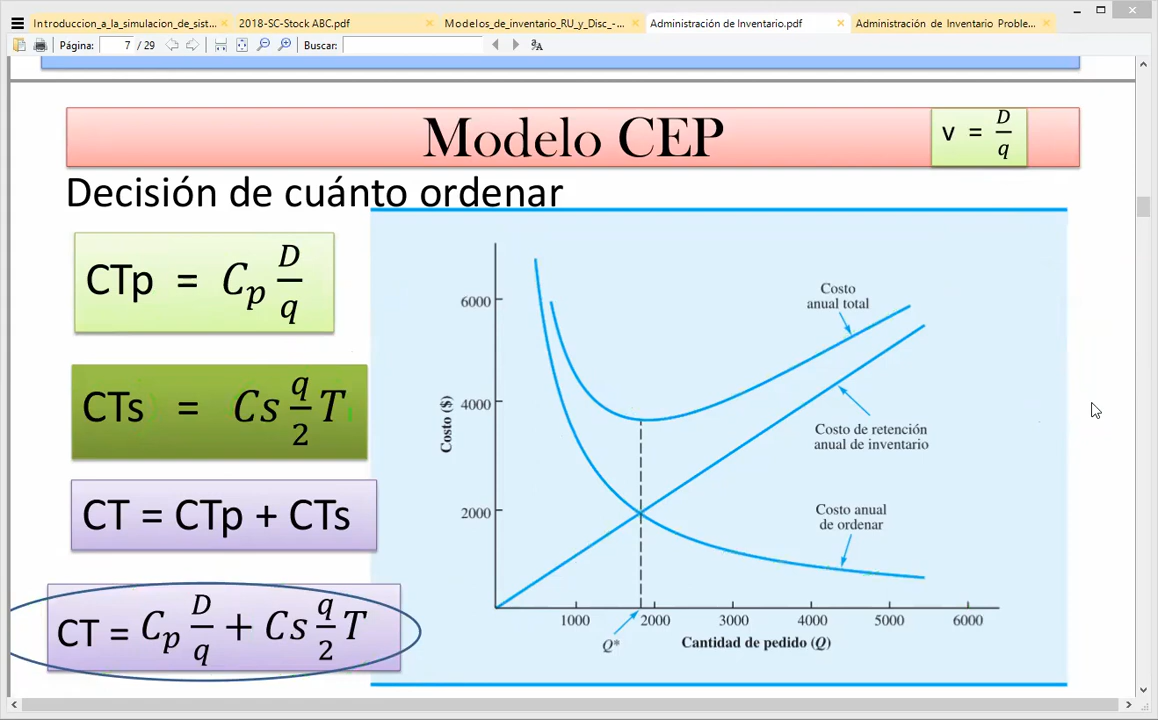 Introduccion_a_la_simulacion_de_sist...
2018-SC-Stock ABC.pdf
Modelos_de_inventario_RU_y_Disc_-...
Administración de Inventario.pdf
Administración de Inventario Proble...
Página: 7 / 29
Buscar:
Modelo CEP
v = D/q
Decisión de cuánto ordenar
CTp = C_p D/q
CTs = Cs q/2 T
CT = CTp + CTs
CT = C_p D/q + Cs q/2 T
Costo ($)
6000
4000
2000
Costo
anual total
Costo de retención
anual de inventario
Costo anual
de ordenar
1000 2000 3000 4000 5000 6000
Q*
Cantidad de pedido (Q)